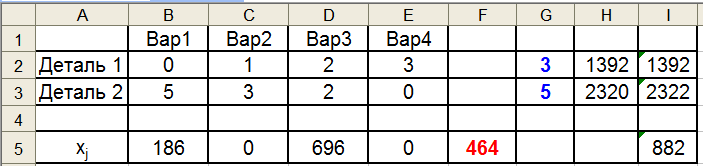 A B C D E F G H I
1 Вар1 Вар2 Вар3 Вар4
2 Деталь 1 0 1 2 3 3 1392 1392
3 Деталь 2 5 3 2 0 5 2320 2322
4
5 xj 186 0 696 0 464 882